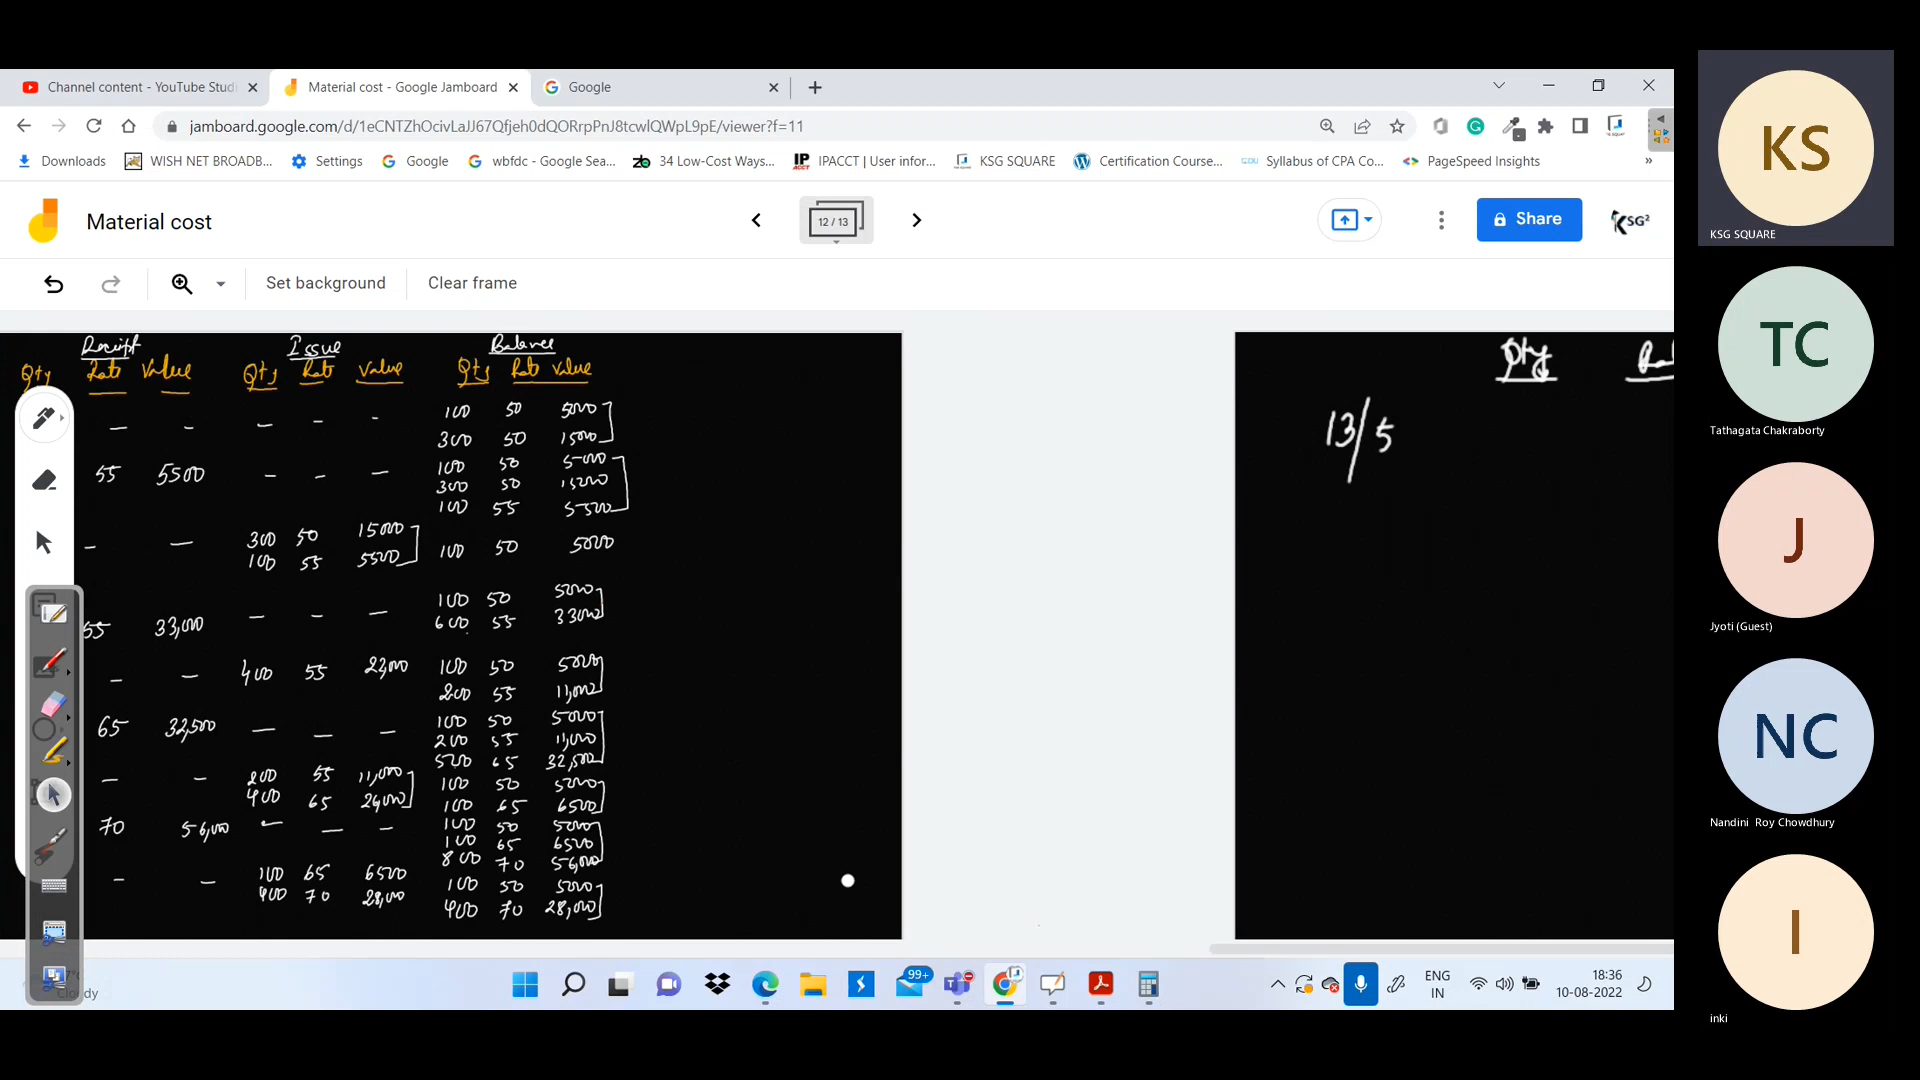 Channel content - YouTube Studi
Material cost - Google Jamboard
Google
jamboard.google.com/d/1eCNTZhOcivLaJJ67Qfjeh0dQORrpPnJ8tcwlQWpL9pE/viewer?f=11
Downloads
WISH NET BROADB...
Settings
Google
wbfdc - Google Sea...
34 Low-Cost Ways...
IPACCT | User infor...
KSG SQUARE
Certification Course...
Syllabus of CPA Co...
PageSpeed Insights
»
Material cost
12 / 13
Share
KSG²
Set background
Clear frame
Receipt Issue Balance
Qty Rate Value Qty Rate Value Qty Rate Value
— - — - - 100 50 5000
300 50 15000
55 5500 - - — 100 50 5000
300 50 15000
100 55 5500
- — 300 50 15000 100 50 5000
100 55 5500
55 33,000 — — — 100 50 5000
600 55 33000
— — 400 55 22,000 100 50 5000
200 55 11,000
65 32,500 — — — 100 50 5000
200 55 11,000
500 65 32,500
— - 200 55 11,000 100 50 5000
400 65 26,000 100 65 6500
70 56,000 — — - 100 50 5000
100 65 6500
800 70 56,000
— — 100 65 6500 100 50 5000
400 70 28,000 400 70 28,000
Qty
13/5
KS
KSG SQUARE
TC
Tathagata Chakraborty
J
Jyoti (Guest)
NC
Nandini Roy Chowdhury
I
inki
99+
ENG
IN
18:36
10-08-2022